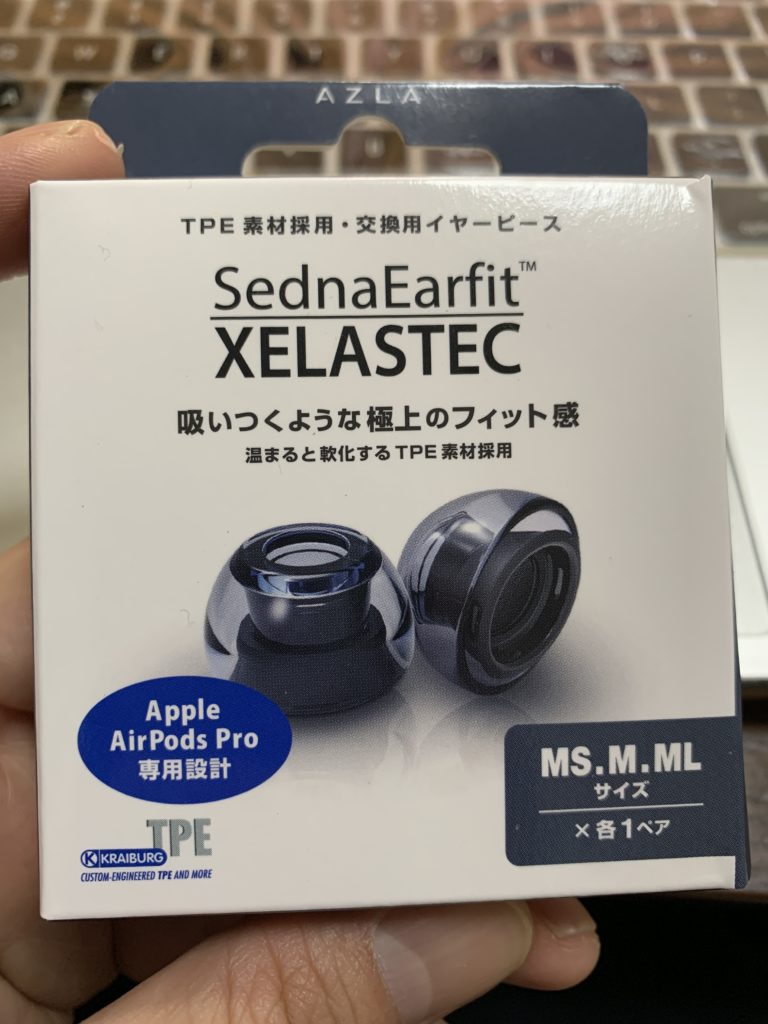 AZLA
TPE 素材採用・交換用イヤーピース
SednaEarfit™
XELASTEC
吸いつくような極上のフィット感
温まると軟化するTPE素材採用
Apple
AirPods Pro
専用設計
MS.M.ML
サイズ
× 各1ペア
TPE
K KRAIBURG
CUSTOM-ENGINEERED TPE AND MORE